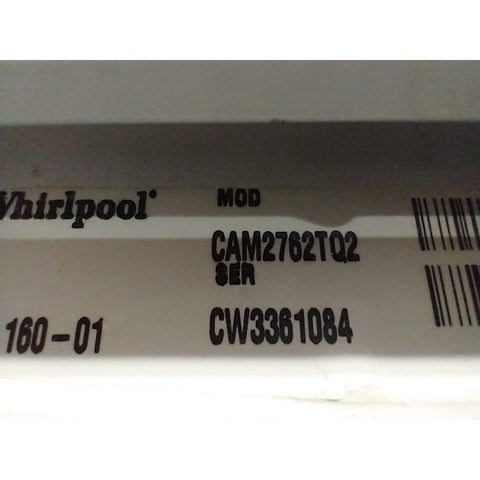 Whirlpool
MOD
CAM2762TQ2
SER
160-01
CW3361084